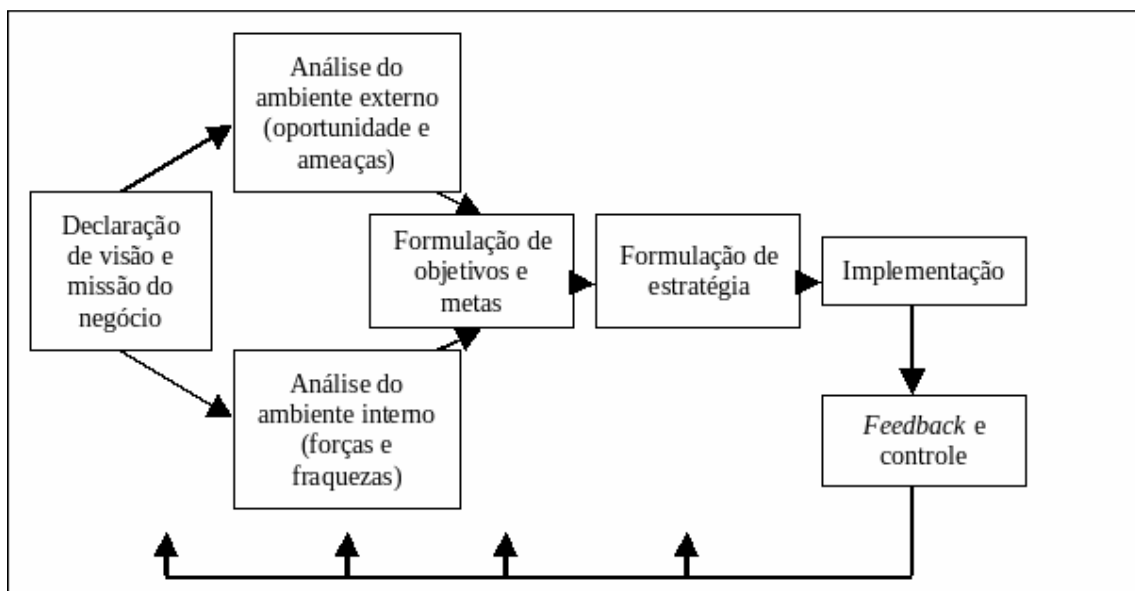 Análise do
ambiente externo
(oportunidade e
ameaças)
Declaração
de visão e
missão do
negócio
Formulação de
objetivos e
metas
Formulação de
estratégia
Implementação
Análise do
ambiente interno
(forças e
fraquezas)
Feedback e
controle